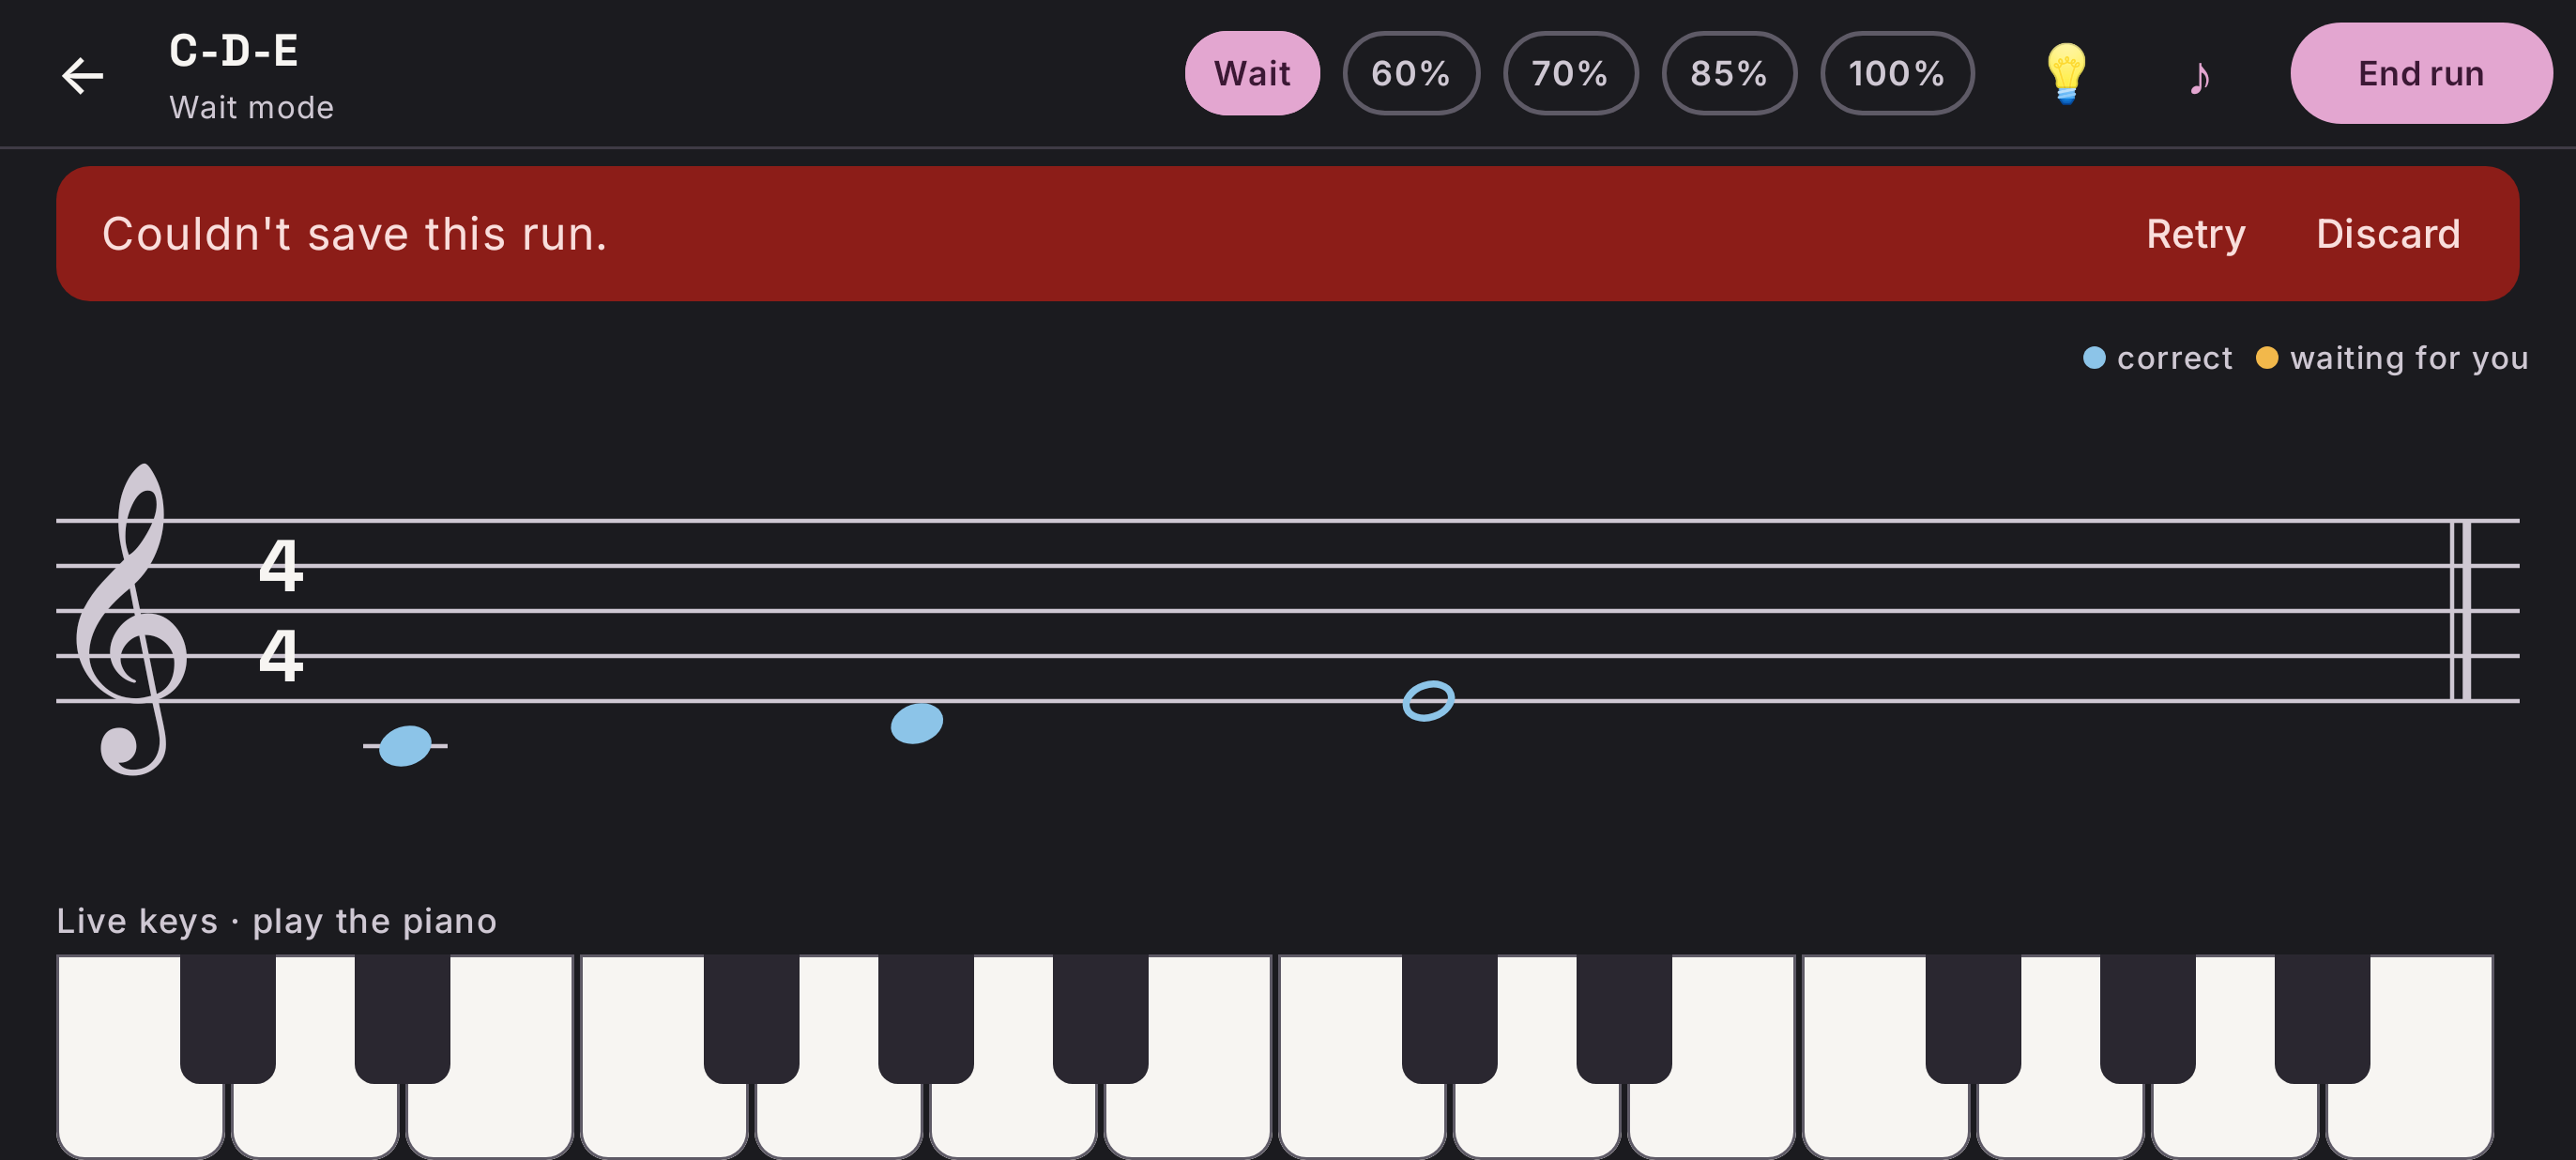 C-D-E
Wait mode
Wait 60% 70% 85% 100% End run
Couldn't save this run. Retry Discard
correct waiting for you
4
4
Live keys · play the piano